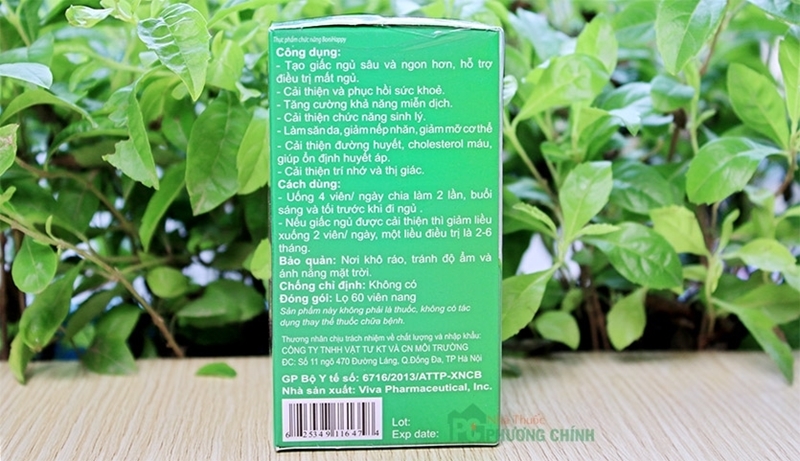 Thực phẩm chức năng BestHappy
Công dụng:
- Tạo giấc ngủ sâu và ngon hơn, hỗ trợ
điều trị mất ngủ.
- Cải thiện và phục hồi sức khoẻ.
- Tăng cường khả năng miễn dịch.
- Cải thiện chức năng sinh lý.
- Làm săn da, giảm nếp nhăn, giảm mỡ cơ thể
- Cải thiện đường huyết, cholesterol máu,
giúp ổn định huyết áp.
- Cải thiện trí nhớ và thị giác.
Cách dùng:
- Uống 4 viên/ ngày chia làm 2 lần, buổi
sáng và tối trước khi đi ngủ .
- Nếu giấc ngủ được cải thiện thì giảm liều
xuống 2 viên/ ngày, một liều điều trị là 2-6
tháng.
Bảo quản: Nơi khô ráo, tránh độ ẩm và
ánh nắng mặt trời.
Chống chỉ định: Không có
Đóng gói: Lọ 60 viên nang
Sản phẩm này không phải là thuốc, không có tác
dụng thay thế thuốc chữa bệnh.
Thương nhân chịu trách nhiệm về chất lượng và nhập khẩu:
CÔNG TY TNHH VẬT TƯ KT VÀ CN MÔI TRƯỜNG
ĐC: Số 11 ngõ 470 Đường Láng, Q.Đống Đa, TP Hà Nội
GP Bộ Y tế số: 6716/2013/ATTP-XNCB
Nhà sản xuất: Viva Pharmaceutical, Inc.
6 25349 11647 4
Lot:
Exp date:
Nhà Thuốc
PHƯƠNG CHÍNH